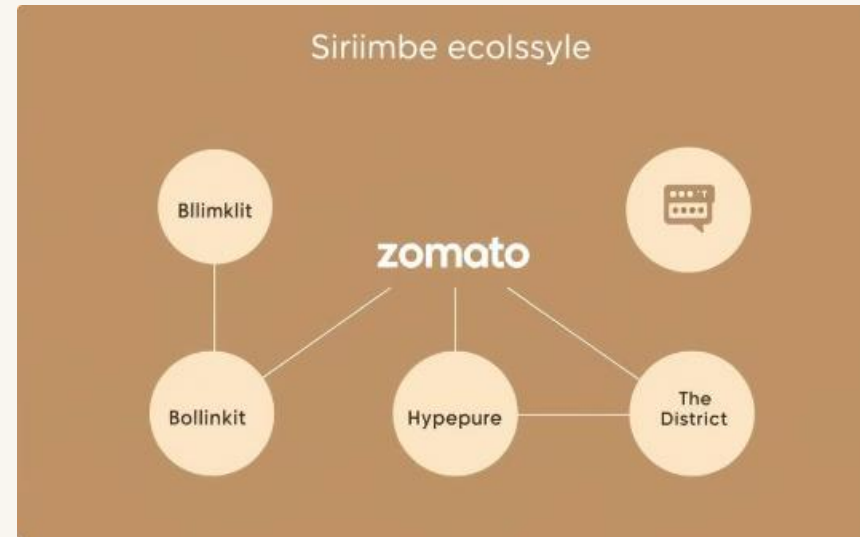 Siriimbe ecolssyle
Bllimklit
zomato
Bollinkit
Hypepure
The
District